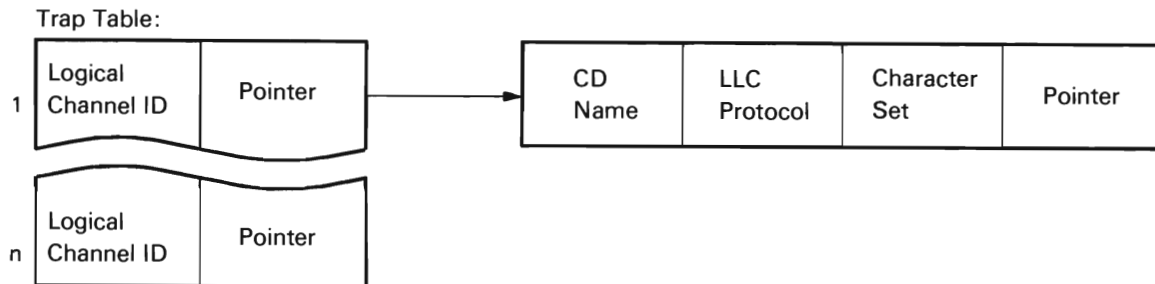 Trap Table:
1
Logical
Channel ID
Pointer
CD
Name
LLC
Protocol
Character
Set
Pointer
n
Logical
Channel ID
Pointer